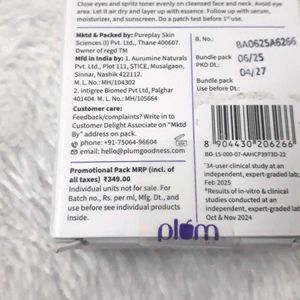 Close eyes and spritz toner evenly on cleansed face and neck. Avoid eye
area. Let it air dry and layer up with essence. Follow up with serum,
moisturizer, and sunscreen. Do a patch test before 1st use.
Mktd & Packed by: Pureplay Skin
Sciences (I) Pvt. Ltd., Thane 400607.
Owner of regd TM
Mfd in India by: 1. Aurumine Naturals
Pvt. Ltd., Plot 111, STICE, Musalgaon,
Sinnar, Nashik 422112.
M. L. No.: MH/104302
2. Intigree Biomed Pvt Ltd, Palghar
401404. M. L. No.: MH/105664
Customer care:
Feedback/complaints? Write in to
Customer Delight Associate on "Mktd
By" address on pack.
phone: +91-75064-96604
email: hello@plumgoodness.com
Promotional Pack MRP (incl. of
all taxes) ₹349.00
Individual units not for sale. For
Batch no., Rs. per ml, Mfg. Dt., and
use before see individual products
inside.
B. No.:
BA0625A6266
Bundle pack
PKD Dt.:
06/25
Bundle pack
Use before Dt.:
04/27
8 904430 206266
BO-15-000-07-AAHCP3973D-22
34-user clinical study at an
independent, expert-graded lab;
Feb 2025
Results of in-vitro & clinical
studies conducted at an
independent, expert-graded lab;
Oct & Nov 2024
plum